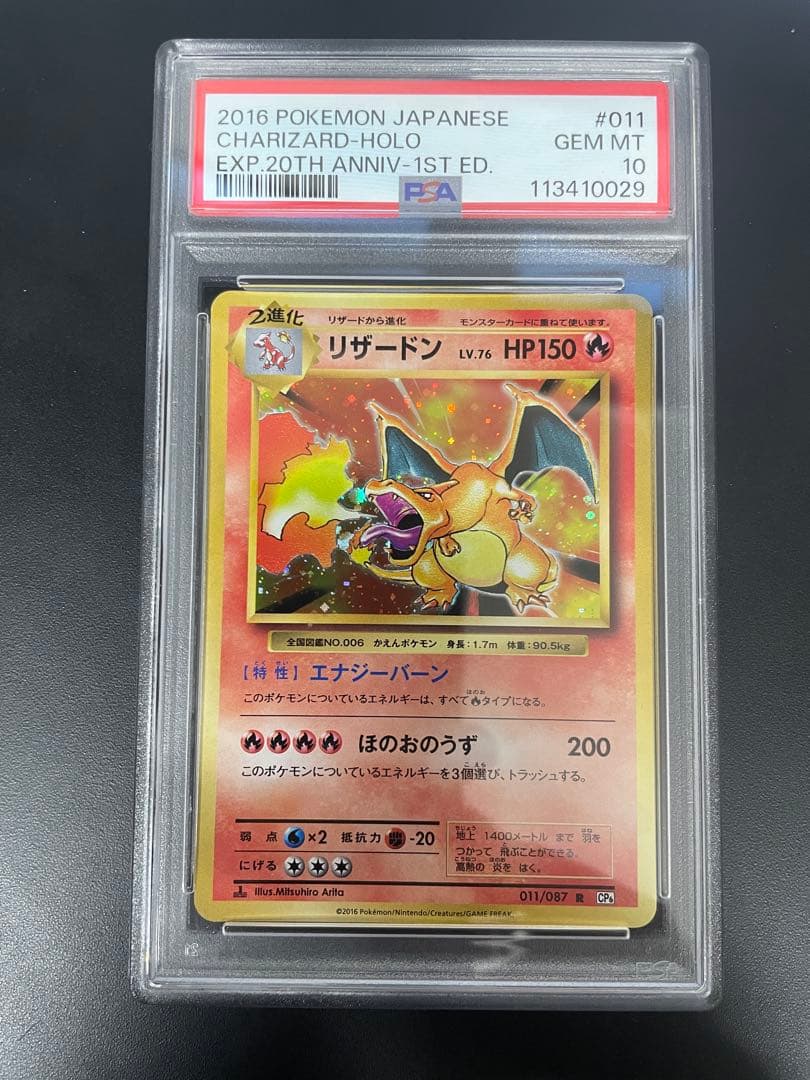 2016 POKEMON JAPANESE #011
CHARIZARD-HOLO GEM MT
EXP.20TH ANNIV-1ST ED. 10
PSA 113410029
2進化 リザードから進化 モンスターカードに重ねて使います。
リザードン LV.76 HP150
全国図鑑NO.006 かえんポケモン 身長:1.7m 体重:90.5kg
[特性] エナジーバーン
このポケモンについているエネルギーは、すべてタイプになる。
ほのおのうず 200
このポケモンについているエネルギーを3個選び、トラッシュする。
弱点 ×2 抵抗力 -20
にげる
地上 1400メートル まで 羽を
つかって 飛ぶことができる。
高熱の 炎を はく。
1 Illus.Mitsuhiro Arita 011/087 R CP6
©2016 Pokémon/Nintendo/Creatures/GAME FREAK.